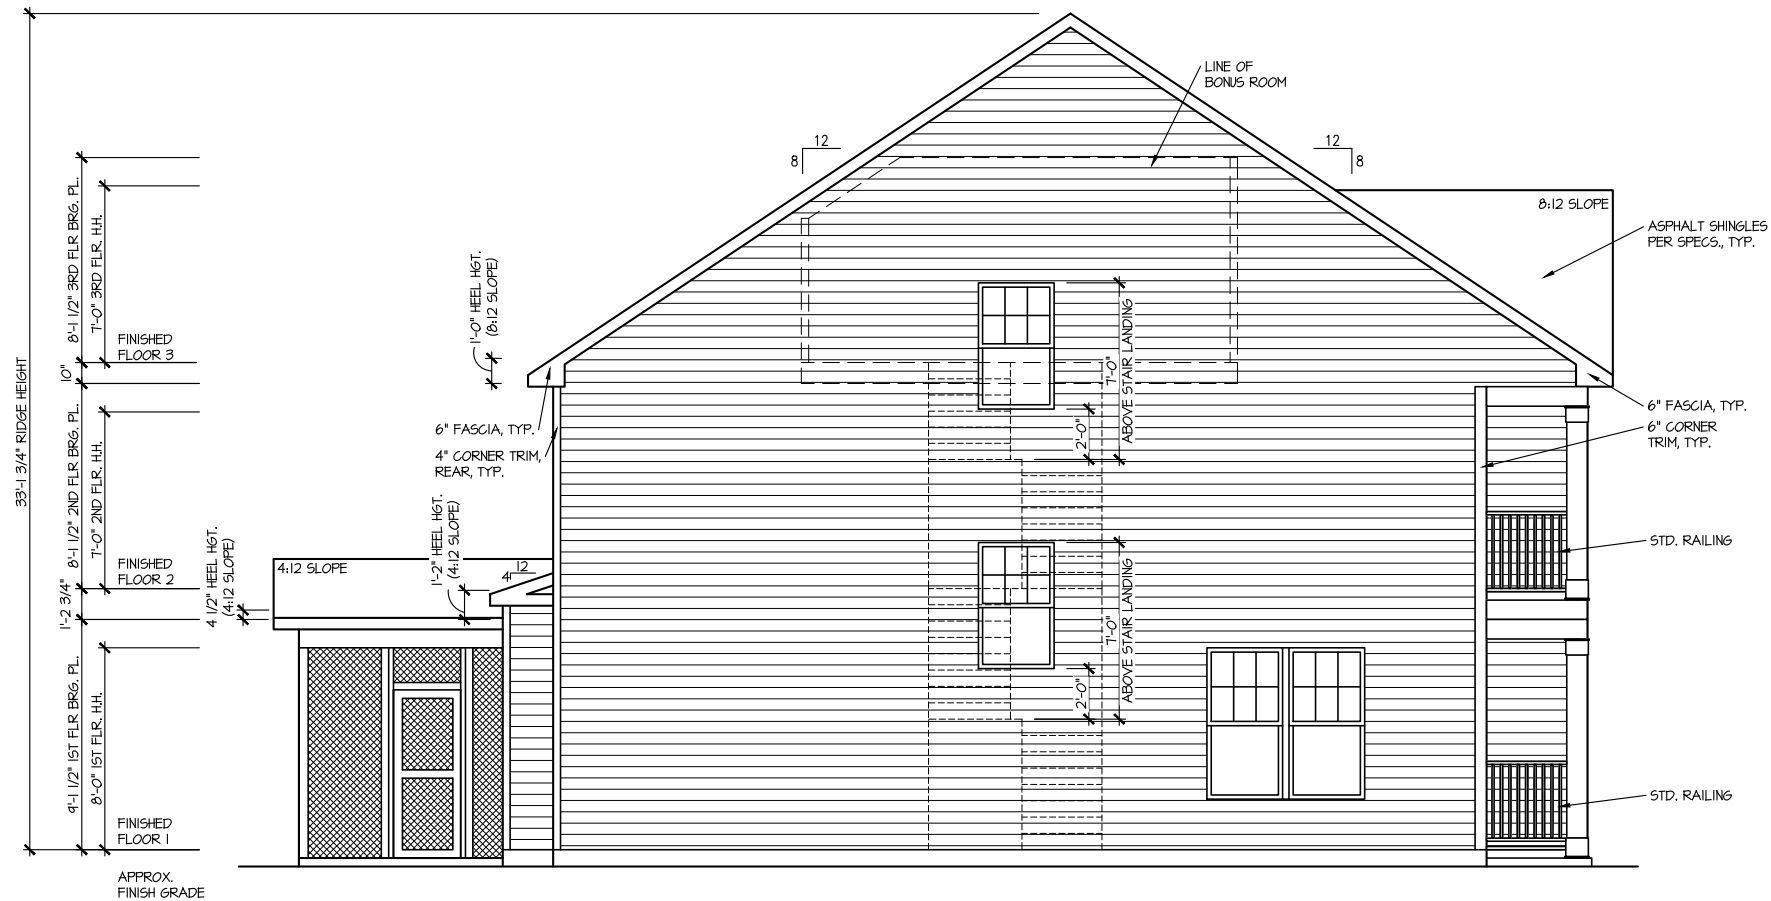 LINE OF
BONUS ROOM
12
8
12
8
8:12 SLOPE
ASPHALT SHINGLES
PER SPECS., TYP.
33'-1 3/4" RIDGE HEIGHT
8'-1 1/2" 3RD FLR BRG. PL.
7'-0" 3RD FLR. H.H.
FINISHED
FLOOR 3
10"
1'-0" HEEL HGT.
(8:12 SLOPE)
7'-0"
ABOVE STAIR LANDING
2'-0"
6" FASCIA, TYP.
4" CORNER TRIM,
REAR, TYP.
6" FASCIA, TYP.
6" CORNER
TRIM, TYP.
8'-1 1/2" 2ND FLR BRG. PL.
7'-0" 2ND FLR. H.H.
FINISHED
FLOOR 2
1'-2 3/4"
4 1/2" HEEL HGT.
(4:12 SLOPE)
4:12 SLOPE
1'-2" HEEL HGT.
(4:12 SLOPE)
12
4
STD. RAILING
7'-0"
ABOVE STAIR LANDING
2'-0"
9'-1 1/2" 1ST FLR BRG. PL.
8'-0" 1ST FLR. H.H.
STD. RAILING
FINISHED
FLOOR 1
APPROX.
FINISH GRADE